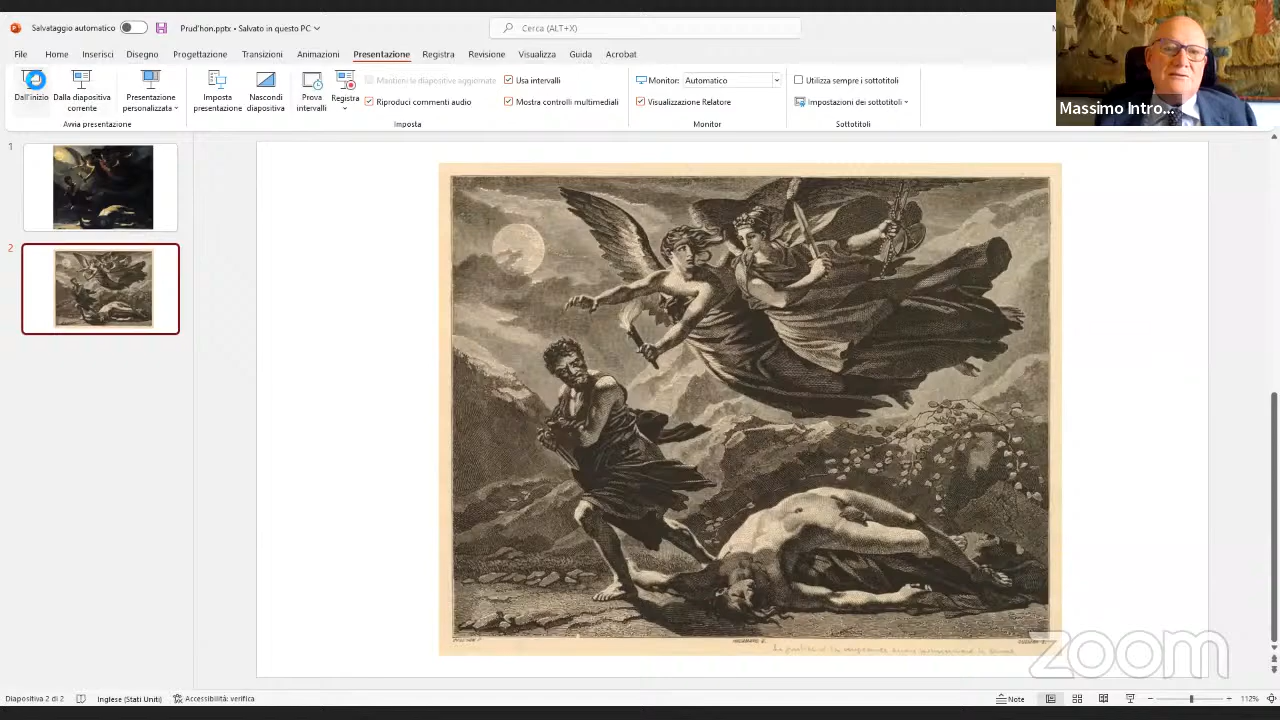 Salvataggio automatico
Prud'hon.pptx • Salvato in questo PC
Cerca (ALT+X)
File Home Inserisci Disegno Progettazione Transizioni Animazioni Presentazione Registra Revisione Visualizza Guida Acrobat
Dall'inizio
Dalla diapositiva
corrente
Presentazione
personalizzata
Avvia presentazione
Imposta
presentazione
Nascondi
diapositiva
Prova
intervalli
Registra
Mantieni le diapositive aggiornate
Riproduci commenti audio
Usa intervalli
Mostra controlli multimediali
Imposta
Monitor: Automatico
Visualizzazione Relatore
Monitor
Utilizza sempre i sottotitoli
Impostazioni dei sottotitoli
Sottotitoli
Massimo Intro...
1
2
zoom
Diapositiva 2 di 2
Inglese (Stati Uniti)
Accessibilità: verifica
Note
112%